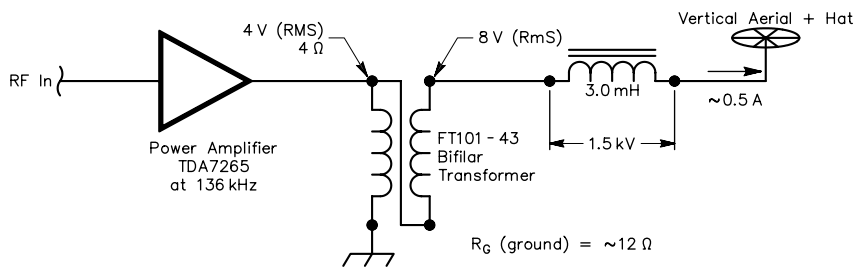 Vertical Aerial + Hat
4 V (RMS)
4 Ω
8 V (RmS)
RF In
3.0 mH
~0.5 A
Power Amplifier
TDA7265
at 136 kHz
FT101 - 43
Bifilar
Transformer
1.5 kV
R_G (ground) = ~12 Ω